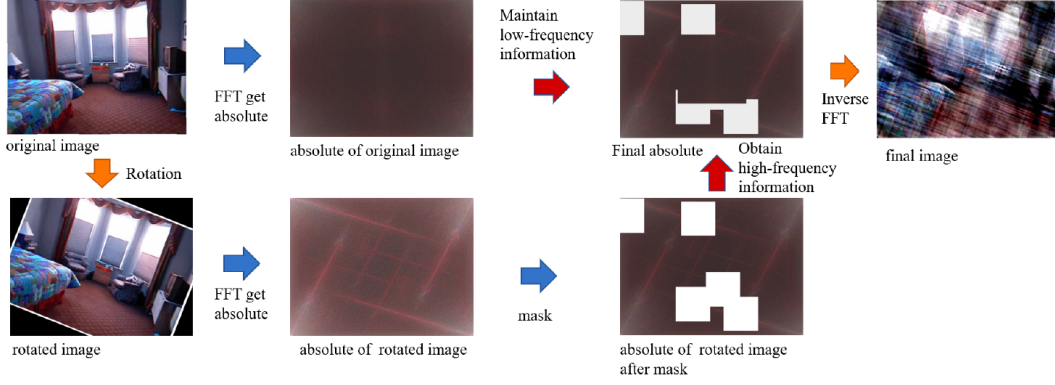 Maintain
low-frequency
information
FFT get
absolute
Inverse
FFT
original image
absolute of original image
Final absolute
Obtain
high-frequency
information
final image
Rotation
FFT get
absolute
mask
rotated image
absolute of rotated image
absolute of rotated image
after mask